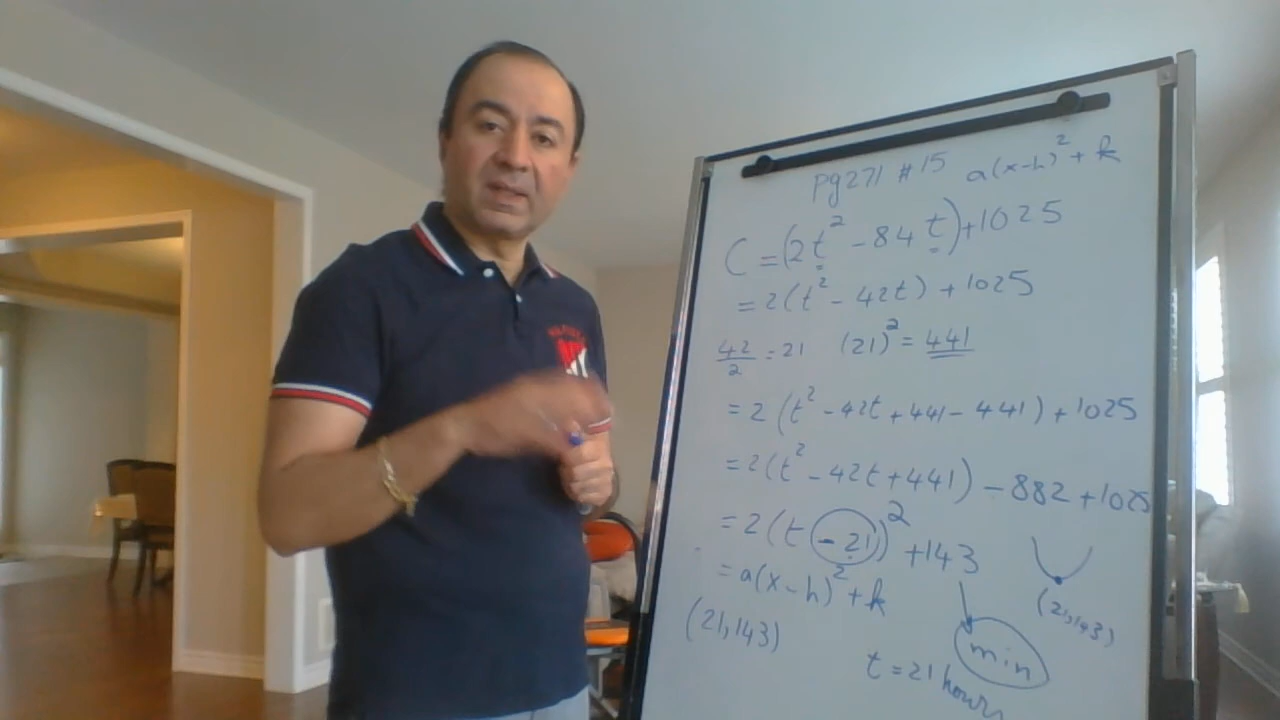 pg271 #15 a(x-h)² + k
C = (2t² - 84t) + 1025
= 2(t² - 42t) + 1025
42/2 = 21 (21)² = 441
= 2(t² - 42t + 441 - 441) + 1025
= 2(t² - 42t + 441) - 882 + 1025
= 2(t - 21)² + 143
= a(x-h)² + k
(21,143)
(21,143)
min
t = 21 hours